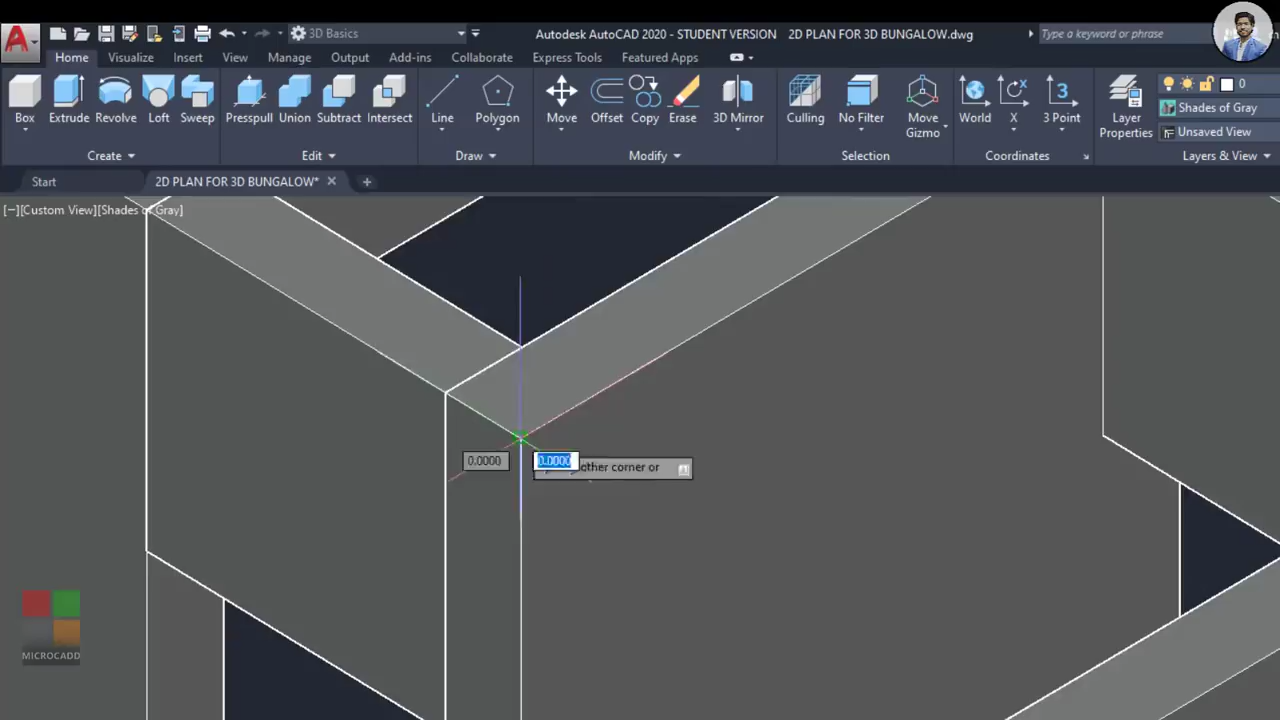 3D Basics
Autodesk AutoCAD 2020 - STUDENT VERSION 2D PLAN FOR 3D BUNGALOW.dwg
Type a keyword or phrase
Home Visualize Insert View Manage Output Add-ins Collaborate Express Tools Featured Apps
Box Extrude Revolve Loft Sweep Presspull Union Subtract Intersect Line Polygon Move Offset Copy Erase 3D Mirror Culling No Filter Move Gizmo World X 3 Point Layer Properties
0
Shades of Gray
Unsaved View
Create Edit Draw Modify Selection Coordinates Layers & View
Start 2D PLAN FOR 3D BUNGALOW*
[−][Custom View][Shades of Gray]
0.0000 0.0000
other corner or
MICROCADD